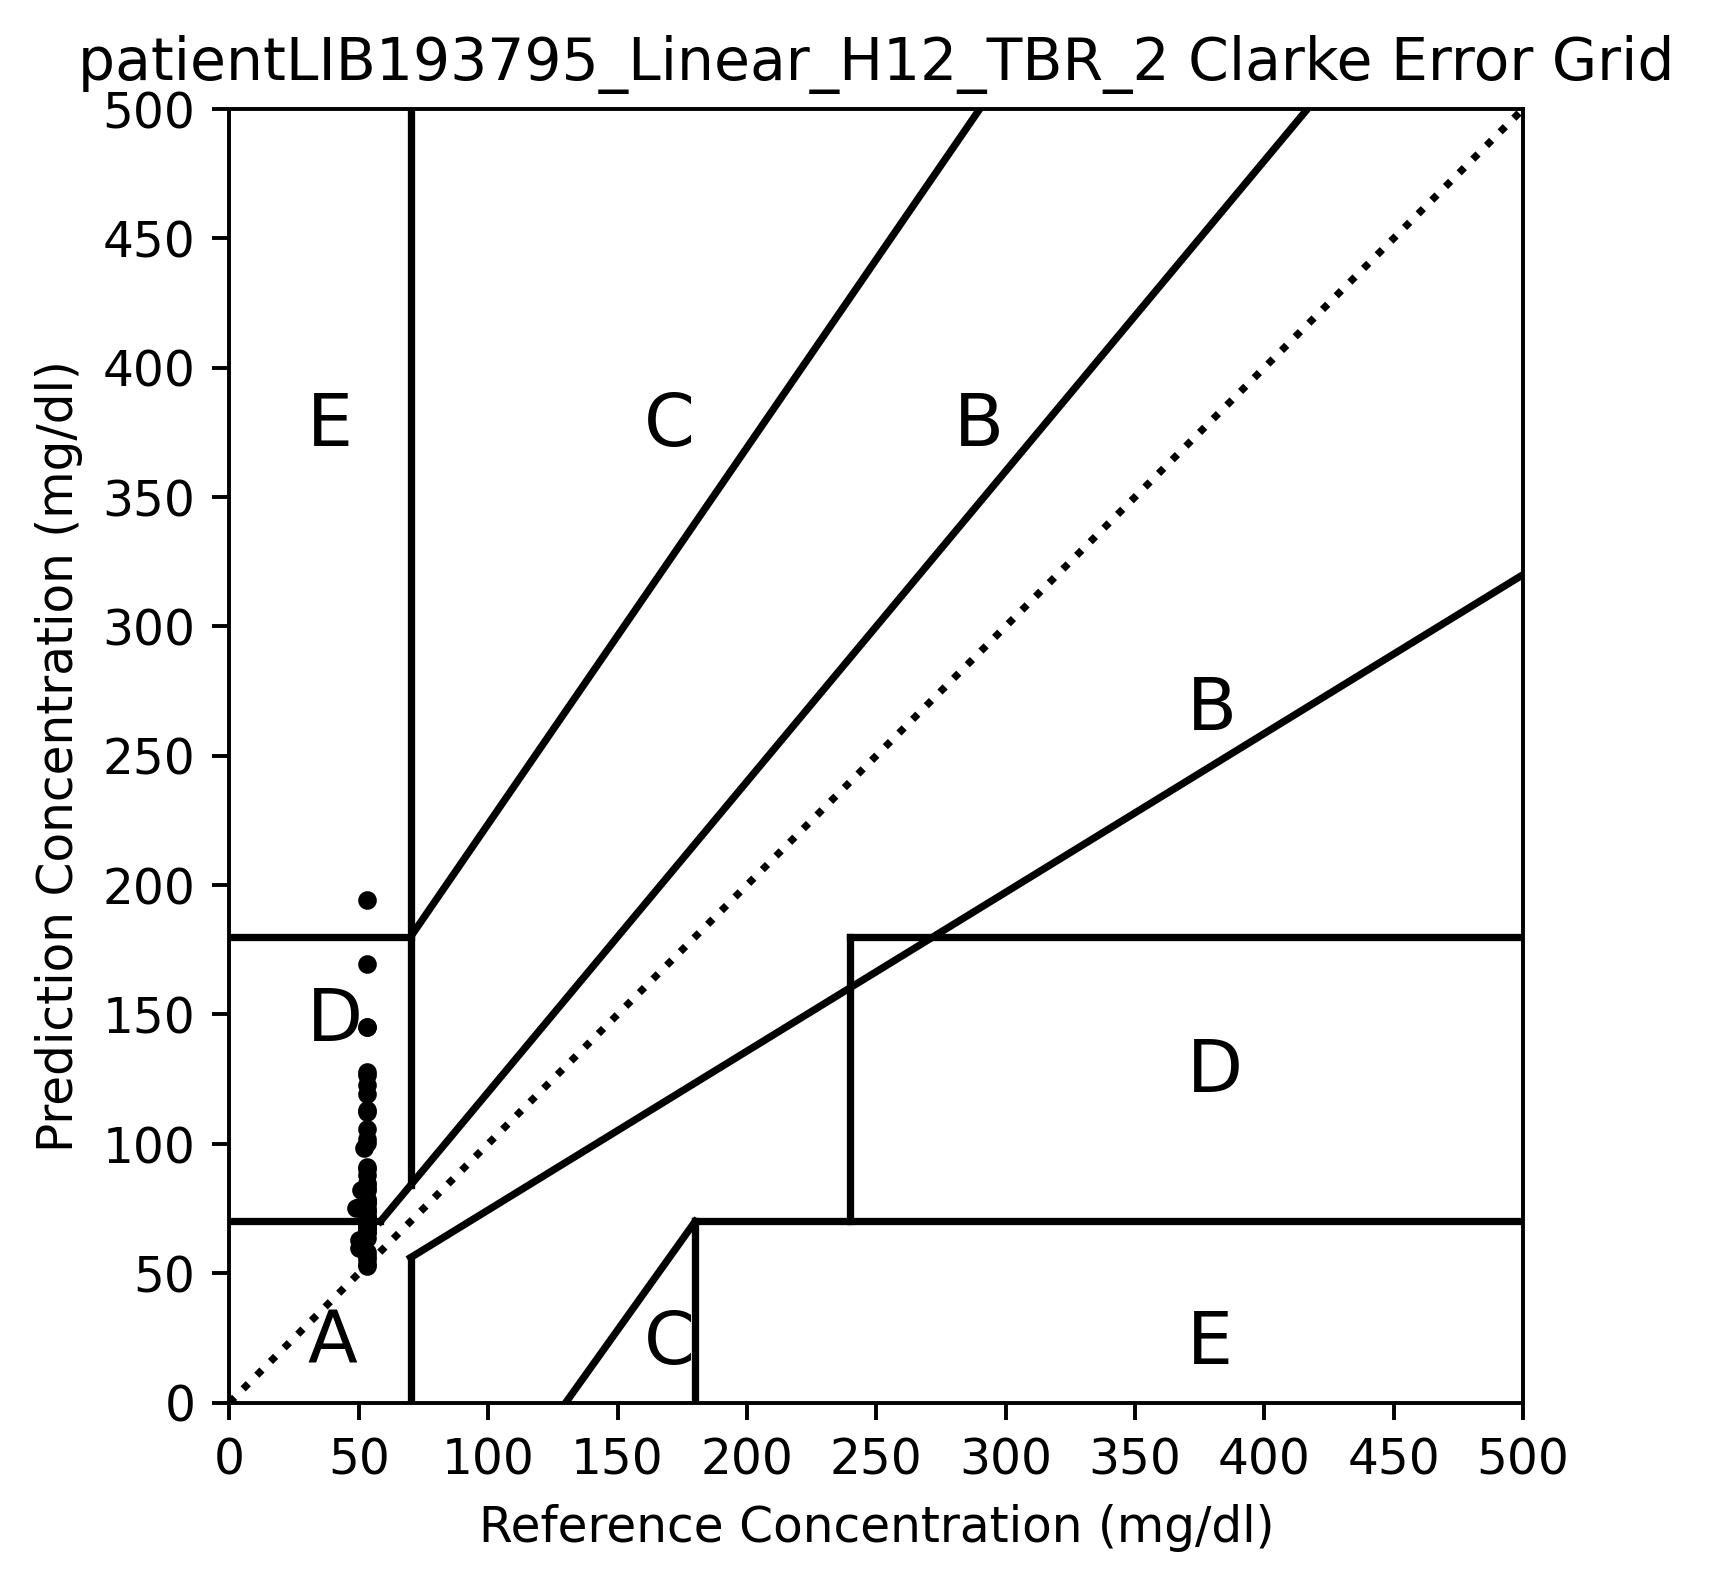 patientLIB193795_Linear_H12_TBR_2 Clarke Error Grid
500
450
400
350
300
250
200
150
100
50
0
Prediction Concentration (mg/dl)
E
C
B
B
D
D
A
C
E
0 50 100 150 200 250 300 350 400 450 500
Reference Concentration (mg/dl)